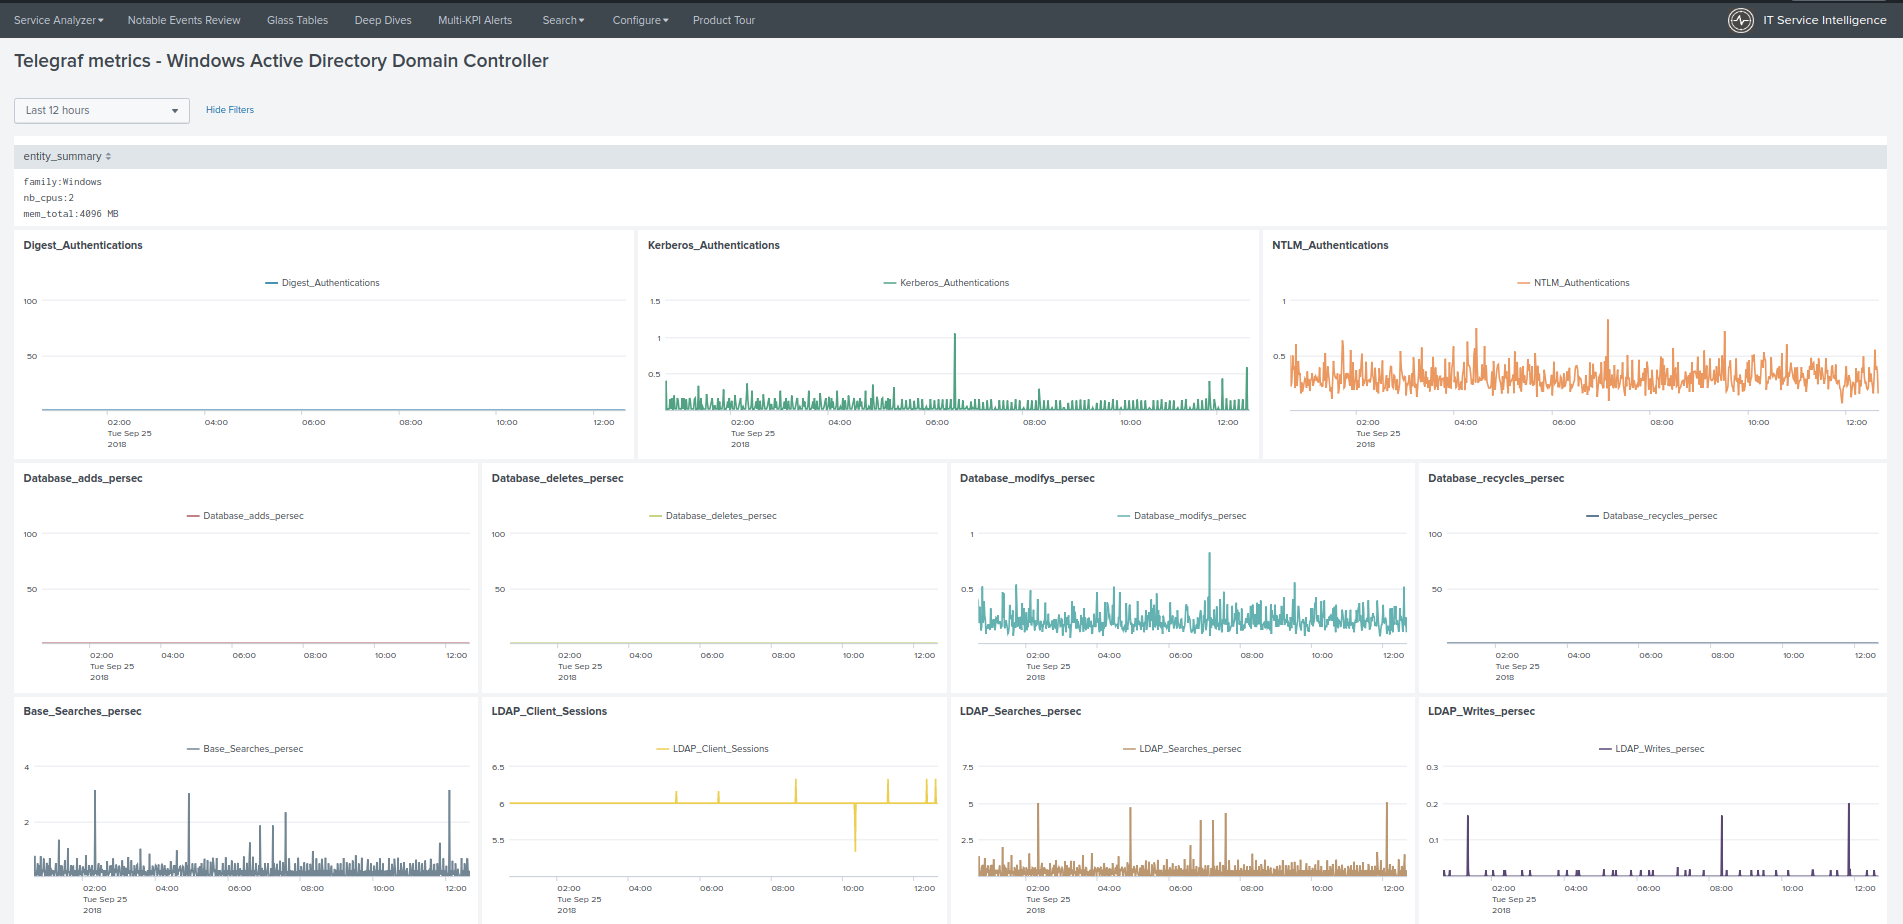 Service Analyzer Notable Events Review Glass Tables Deep Dives Multi-KPI Alerts Search Configure Product Tour IT Service Intelligence
Telegraf metrics - Windows Active Directory Domain Controller
Last 12 hours Hide Filters
entity_summary
family:Windows
nb_cpus:2
mem_total:4096 MB
Digest_Authentications
Digest_Authentications
100
50
02:00 04:00 06:00 08:00 10:00 12:00
Tue Sep 25
2018
Kerberos_Authentications
Kerberos_Authentications
1.5
1
0.5
02:00 04:00 06:00 08:00 10:00 12:00
Tue Sep 25
2018
NTLM_Authentications
NTLM_Authentications
1
0.5
02:00 04:00 06:00 08:00 10:00 12:00
Tue Sep 25
2018
Database_adds_persec
Database_adds_persec
100
50
02:00 04:00 06:00 08:00 10:00 12:00
Tue Sep 25
2018
Database_deletes_persec
Database_deletes_persec
100
50
02:00 04:00 06:00 08:00 10:00 12:00
Tue Sep 25
2018
Database_modifys_persec
Database_modifys_persec
1
0.5
02:00 04:00 06:00 08:00 10:00 12:00
Tue Sep 25
2018
Database_recycles_persec
Database_recycles_persec
100
50
02:00 04:00 06:00 08:00 10:00 12:00
Tue Sep 25
2018
Base_Searches_persec
Base_Searches_persec
4
2
02:00 04:00 06:00 08:00 10:00 12:00
Tue Sep 25
2018
LDAP_Client_Sessions
LDAP_Client_Sessions
6.5
6
5.5
02:00 04:00 06:00 08:00 10:00 12:00
Tue Sep 25
2018
LDAP_Searches_persec
LDAP_Searches_persec
7.5
5
2.5
02:00 04:00 06:00 08:00 10:00 12:00
Tue Sep 25
2018
LDAP_Writes_persec
LDAP_Writes_persec
0.3
0.2
0.1
02:00 04:00 06:00 08:00 10:00 12:00
Tue Sep 25
2018